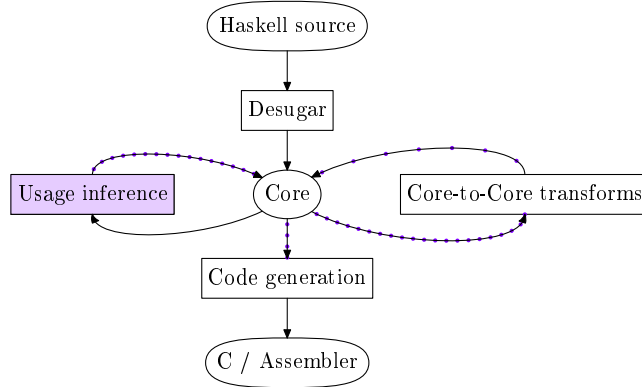 Haskell source
Desugar
Usage inference
Core
Core-to-Core transforms
Code generation
C / Assembler